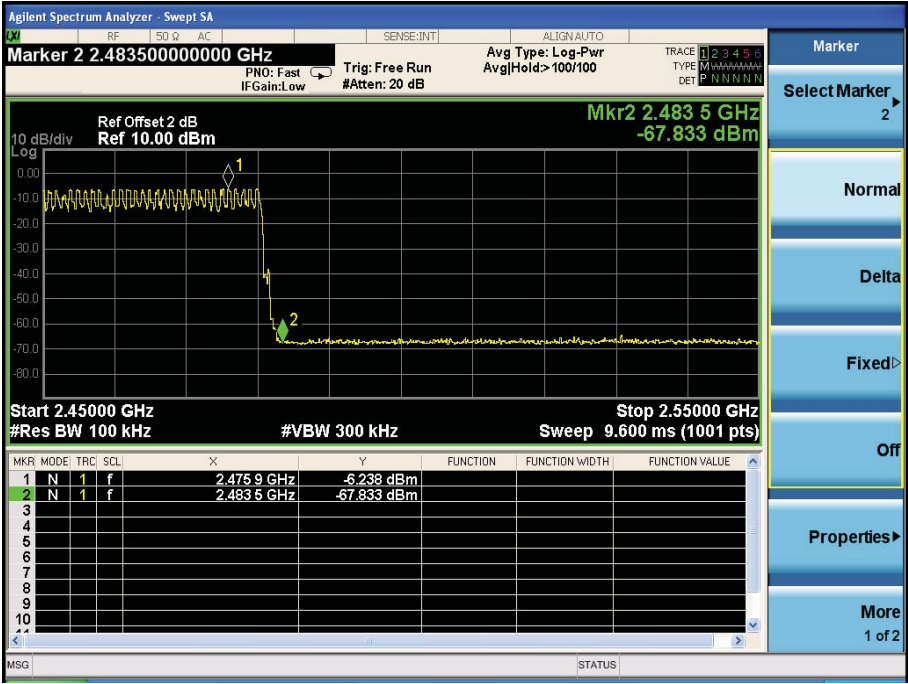 Agilent Spectrum Analyzer - Swept SA
LXI RF 50 Ω AC SENSE:INT ALIGN AUTO
Marker 2 2.483500000000 GHz
PNO: Fast
IFGain:Low
Trig: Free Run
#Atten: 20 dB
Avg Type: Log-Pwr
Avg|Hold:> 100/100
TRACE 1 2 3 4 5 6
TYPE M WWWWW
DET P N N N N N
Ref Offset 2 dB
10 dB/div Ref 10.00 dBm
Log
Mkr2 2.483 5 GHz
-67.833 dBm
0.00
-10.0
-20.0
-30.0
-40.0
-50.0
-60.0
-70.0
-80.0
1
2
Start 2.45000 GHz Stop 2.55000 GHz
#Res BW 100 kHz #VBW 300 kHz Sweep 9.600 ms (1001 pts)
MKR MODE TRC SCL X Y FUNCTION FUNCTION WIDTH FUNCTION VALUE
1 N 1 f 2.475 9 GHz -6.238 dBm
2 N 1 f 2.483 5 GHz -67.833 dBm
3
4
5
6
7
8
9
10
MSG STATUS
Marker
Select Marker
2
Normal
Delta
Fixed
Off
Properties
More
1 of 2